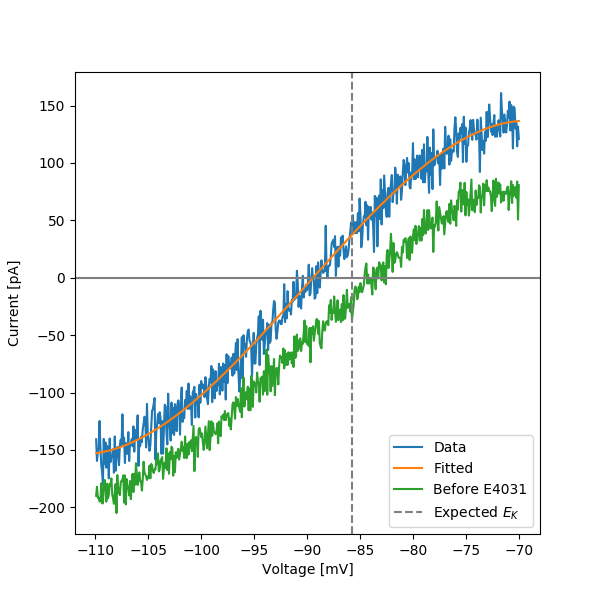 150
100
50
0
−50
−100
−150
−200
Current [pA]
−110
−105
−100
−95
−90
−85
−80
−75
−70
Voltage [mV]
Data
Fitted
Before E4031
Expected $E_K$